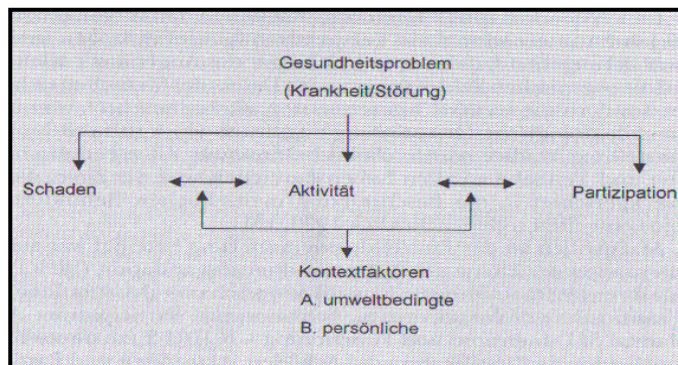 Gesundheitsproblem
(Krankheit/Störung)
Schaden
Aktivität
Partizipation
Kontextfaktoren
A. umweltbedingte
B. persönliche